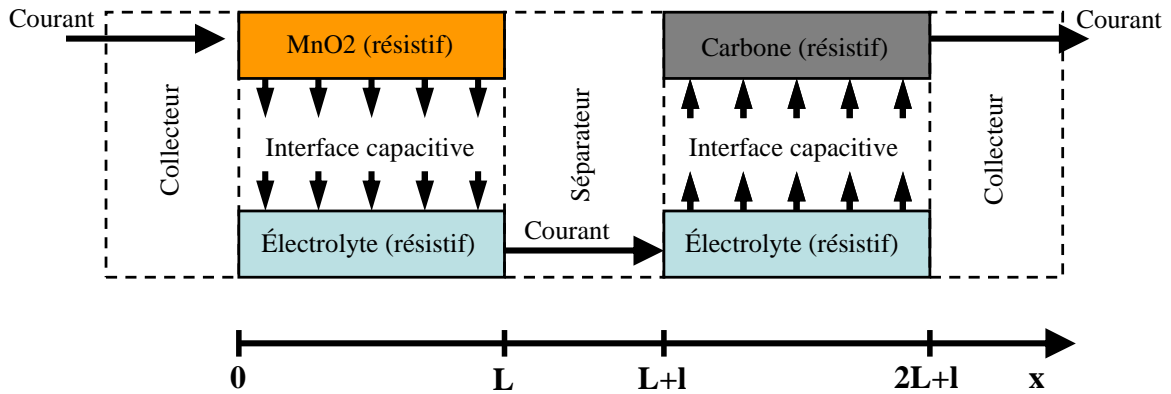 Courant
Courant
MnO2 (résistif)
Carbone (résistif)
Collecteur
Interface capacitive
Séparateur
Interface capacitive
Collecteur
Électrolyte (résistif)
Courant
Électrolyte (résistif)
0
L
L+l
2L+l
x